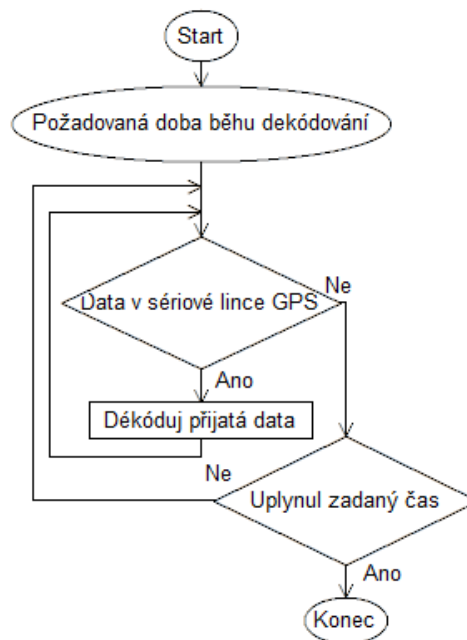 Start
Požadovaná doba běhu dekódování
Data v sériové lince GPS
Ne
Ano
Dékóduj přijatá data
Ne
Uplynul zadaný čas
Ano
Konec